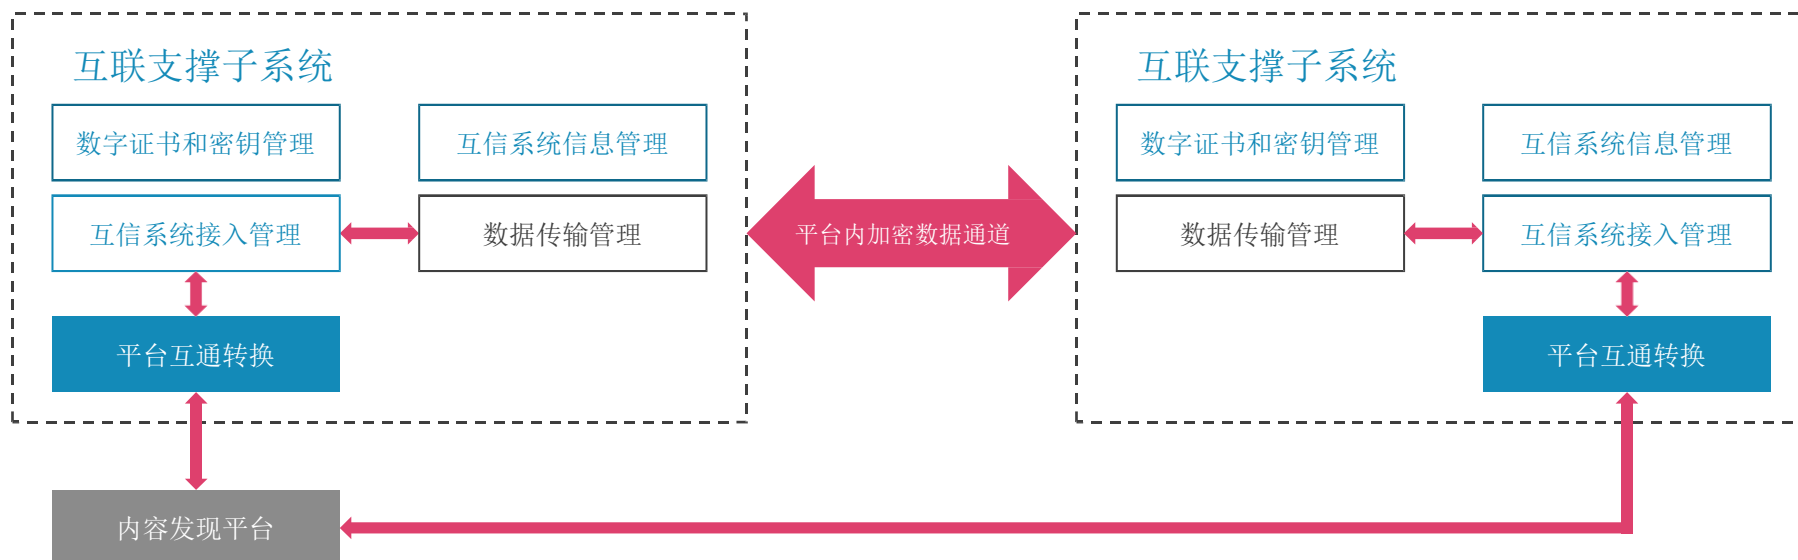 互联支撑子系统
数字证书和密钥管理
互信系统信息管理
互信系统接入管理
数据传输管理
平台互通转换
内容发现平台
平台内加密数据通道
互联支撑子系统
数字证书和密钥管理
互信系统信息管理
数据传输管理
互信系统接入管理
平台互通转换